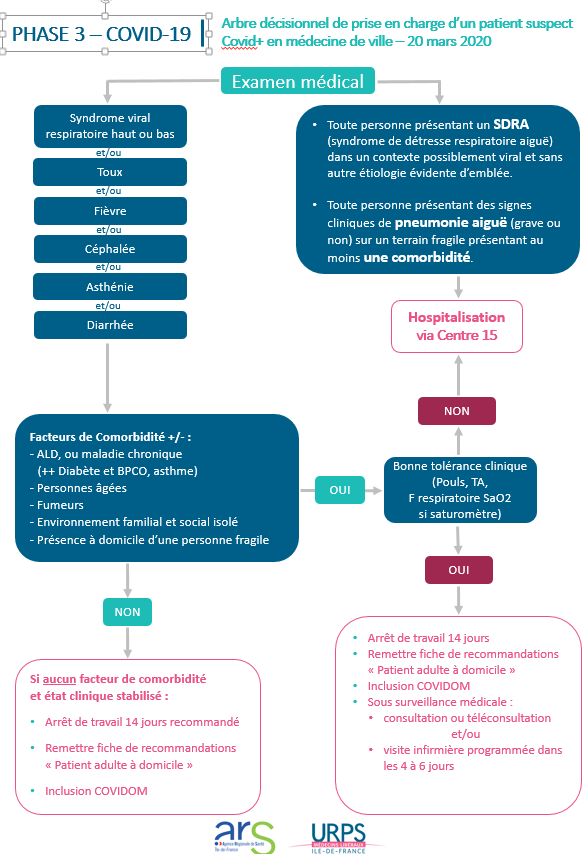 PHASE 3 – COVID-19
Arbre décisionnel de prise en charge d'un patient suspect
Covid+ en médecine de ville – 20 mars 2020
Examen médical
Syndrome viral
respiratoire haut ou bas
et/ou
Toux
et/ou
Fièvre
et/ou
Céphalée
et/ou
Asthénie
et/ou
Diarrhée
• Toute personne présentant un SDRA
(syndrome de détresse respiratoire aiguë)
dans un contexte possiblement viral et sans
autre étiologie évidente d'emblée.
• Toute personne présentant des signes
cliniques de pneumonie aiguë (grave ou
non) sur un terrain fragile présentant au
moins une comorbidité.
Hospitalisation
via Centre 15
NON
Facteurs de Comorbidité +/- :
- ALD, ou maladie chronique
(++ Diabète et BPCO, asthme)
- Personnes âgées
- Fumeurs
- Environnement familial et social isolé
- Présence à domicile d'une personne fragile
OUI
Bonne tolérance clinique
(Pouls, TA,
F respiratoire SaO2
si saturomètre)
OUI
NON
Si aucun facteur de comorbidité
et état clinique stabilisé :
• Arrêt de travail 14 jours recommandé
• Remettre fiche de recommandations
« Patient adulte à domicile »
• Inclusion COVIDOM
• Arrêt de travail 14 jours
• Remettre fiche de recommandations
« Patient adulte à domicile »
• Inclusion COVIDOM
• Sous surveillance médicale :
• consultation ou téléconsultation
et/ou
• visite infirmière programmée dans
les 4 à 6 jours
ars
Agence Régionale de Santé
Île-de-France
URPS
MÉDECINS LIBÉRAUX
ILE-DE-FRANCE